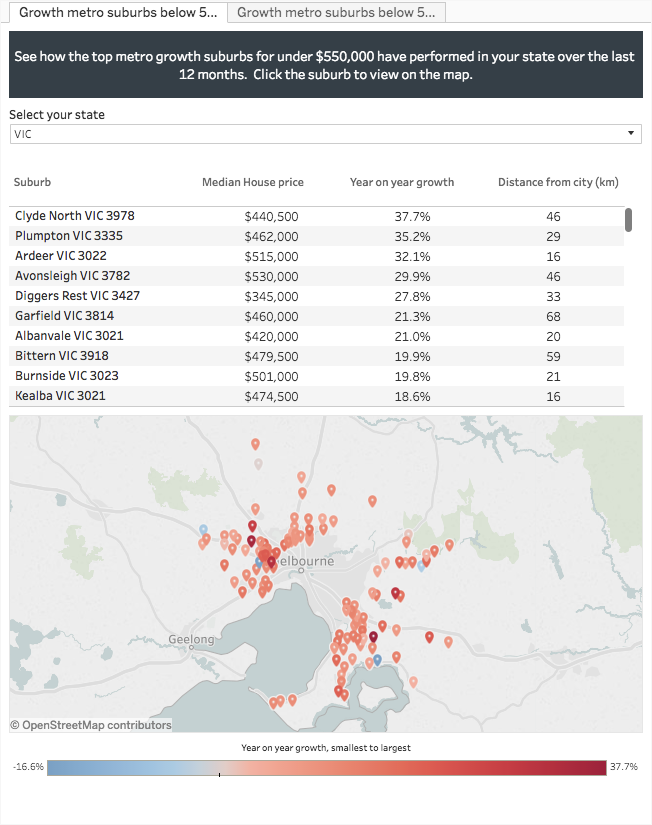 Growth metro suburbs below 5...
Growth metro suburbs below 5...
See how the top metro growth suburbs for under $550,000 have performed in your state over the last
12 months. Click the suburb to view on the map.
Select your state
VIC
Suburb Median House price Year on year growth Distance from city (km)
Clyde North VIC 3978 $440,500 37.7% 46
Plumpton VIC 3335 $462,000 35.2% 29
Ardeer VIC 3022 $515,000 32.1% 16
Avonsleigh VIC 3782 $530,000 29.9% 46
Diggers Rest VIC 3427 $345,000 27.8% 33
Garfield VIC 3814 $460,000 21.3% 68
Albanvale VIC 3021 $420,000 21.0% 20
Bittern VIC 3918 $479,500 19.9% 59
Burnside VIC 3023 $501,000 19.8% 21
Kealba VIC 3021 $474,500 18.6% 16
elbourne
Geelong
© OpenStreetMap contributors
Year on year growth, smallest to largest
-16.6% 37.7%